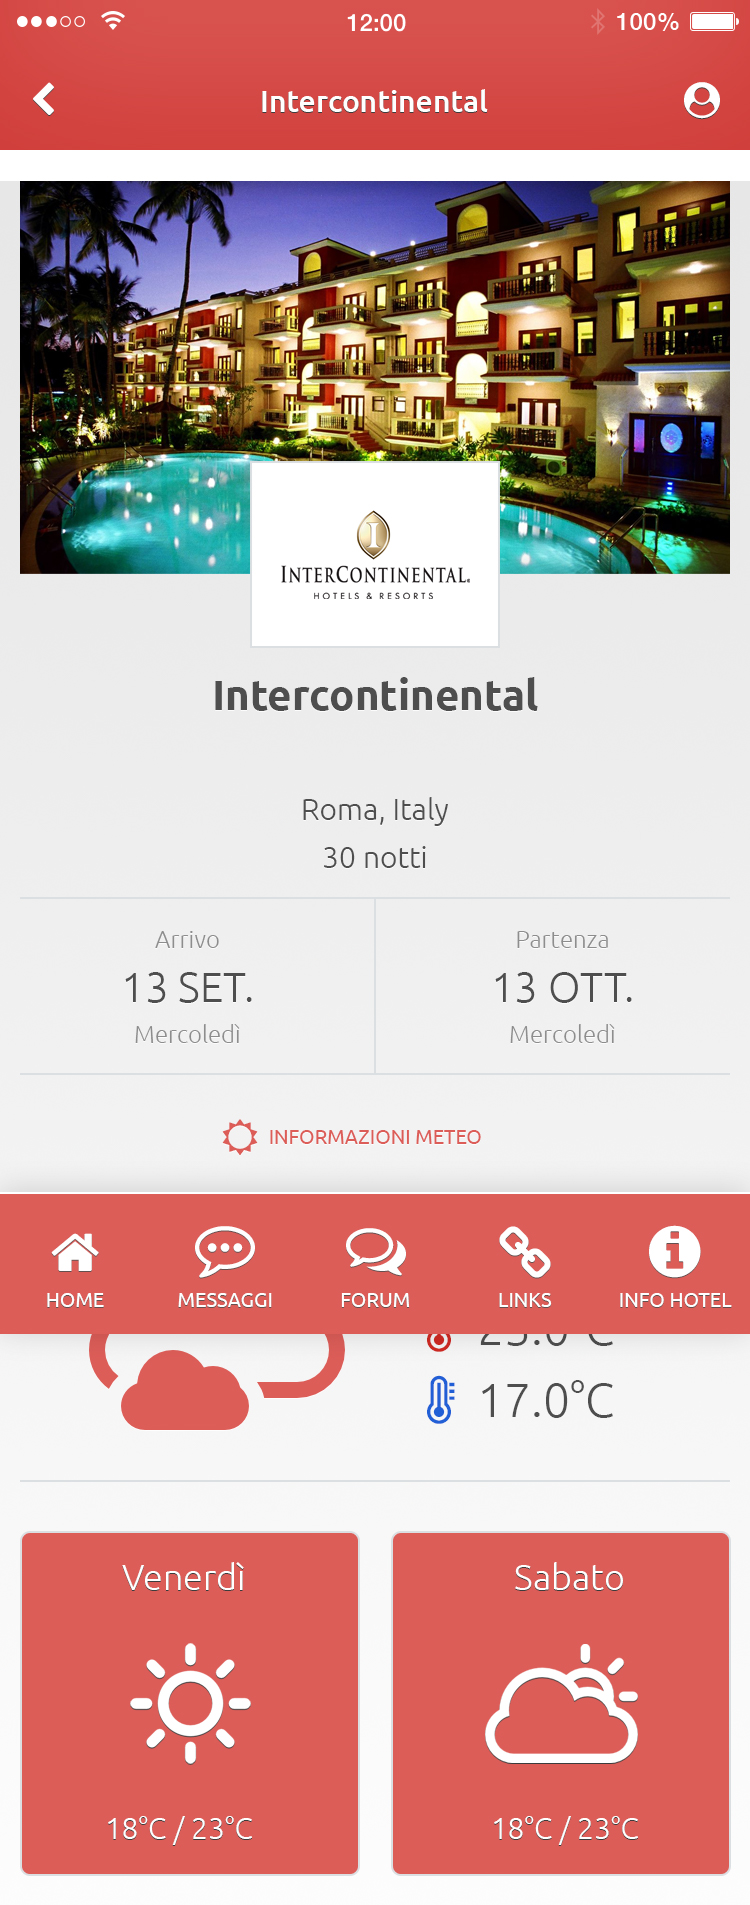 12:00
100%
Intercontinental
INTERCONTINENTAL.
HOTELS & RESORTS
Intercontinental
Roma, Italy
30 notti
Arrivo
13 SET.
Mercoledì
Partenza
13 OTT.
Mercoledì
INFORMAZIONI METEO
HOME
MESSAGGI
FORUM
LINKS
INFO HOTEL
17.0°C
Venerdì
18°C / 23°C
Sabato
18°C / 23°C